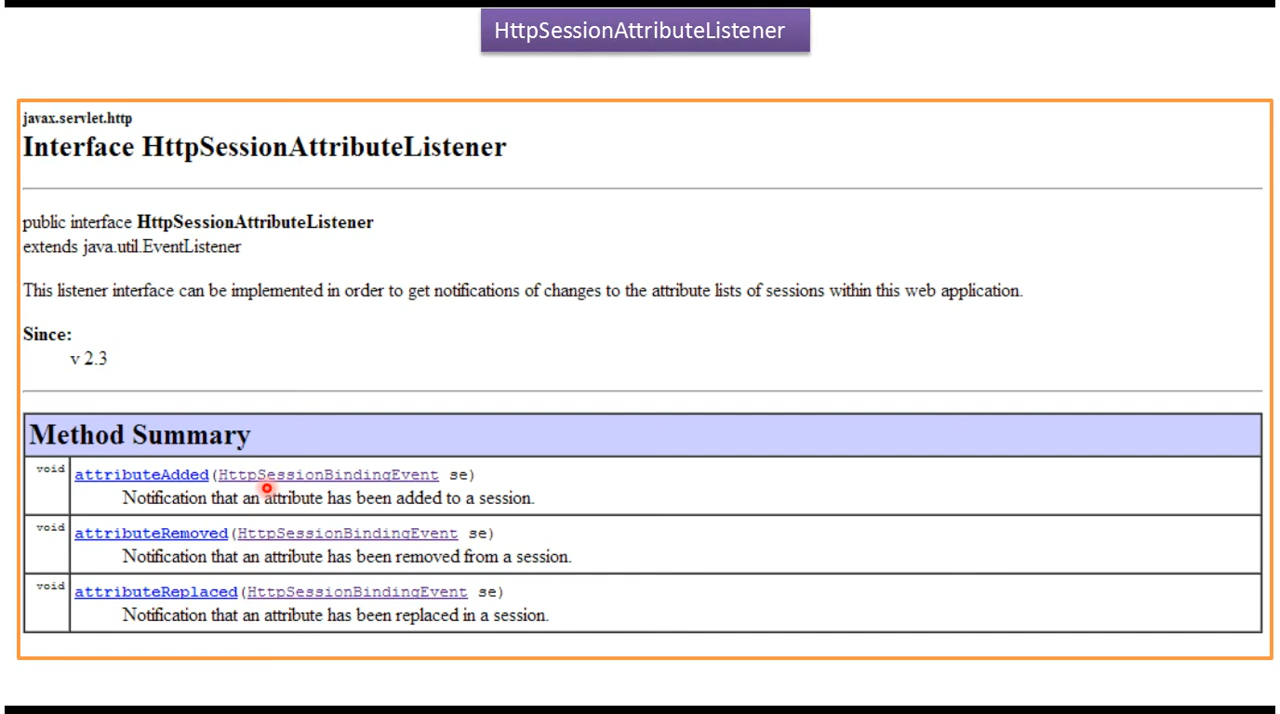 HttpSessionAttributeListener
javax.servlet.http
Interface HttpSessionAttributeListener
public interface HttpSessionAttributeListener
extends java.util.EventListener
This listener interface can be implemented in order to get notifications of changes to the attribute lists of sessions within this web application.
Since:
v 2.3
Method Summary
void attributeAdded(HttpSessionBindingEvent se)
Notification that an attribute has been added to a session.
void attributeRemoved(HttpSessionBindingEvent se)
Notification that an attribute has been removed from a session.
void attributeReplaced(HttpSessionBindingEvent se)
Notification that an attribute has been replaced in a session.